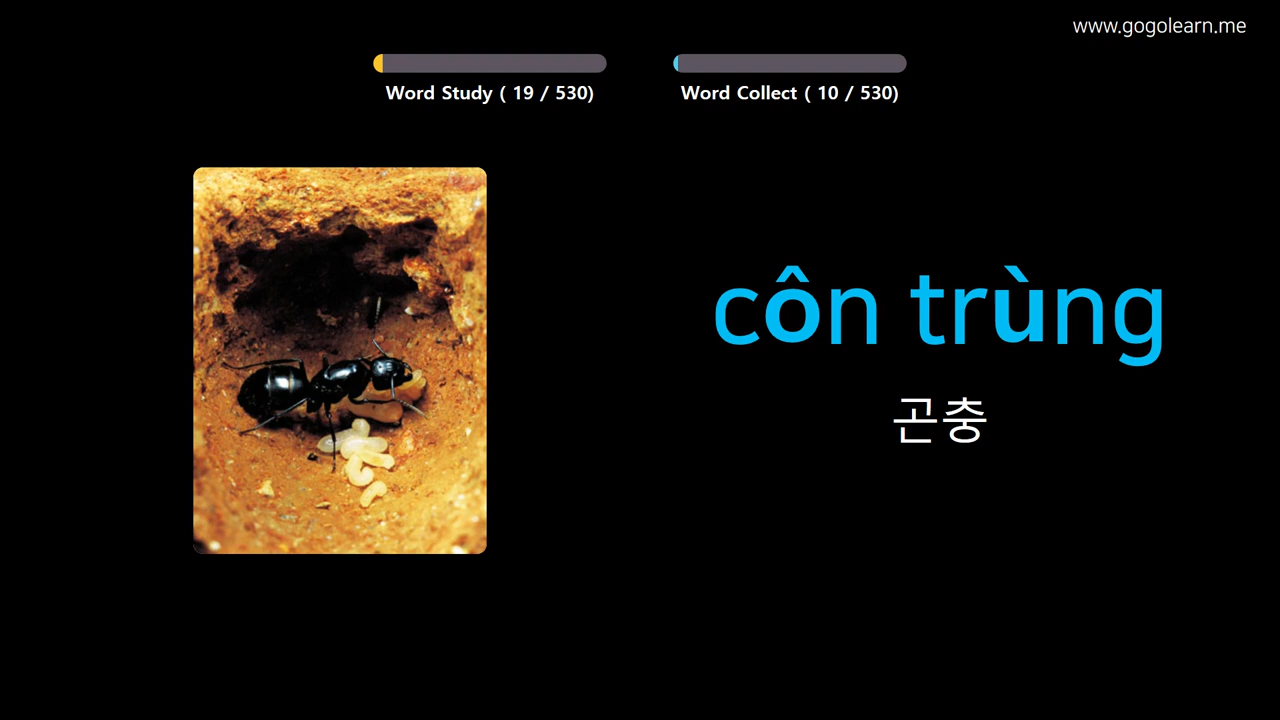 www.gogolearn.me
Word Study ( 19 / 530)
Word Collect ( 10 / 530)
côn trùng
곤충